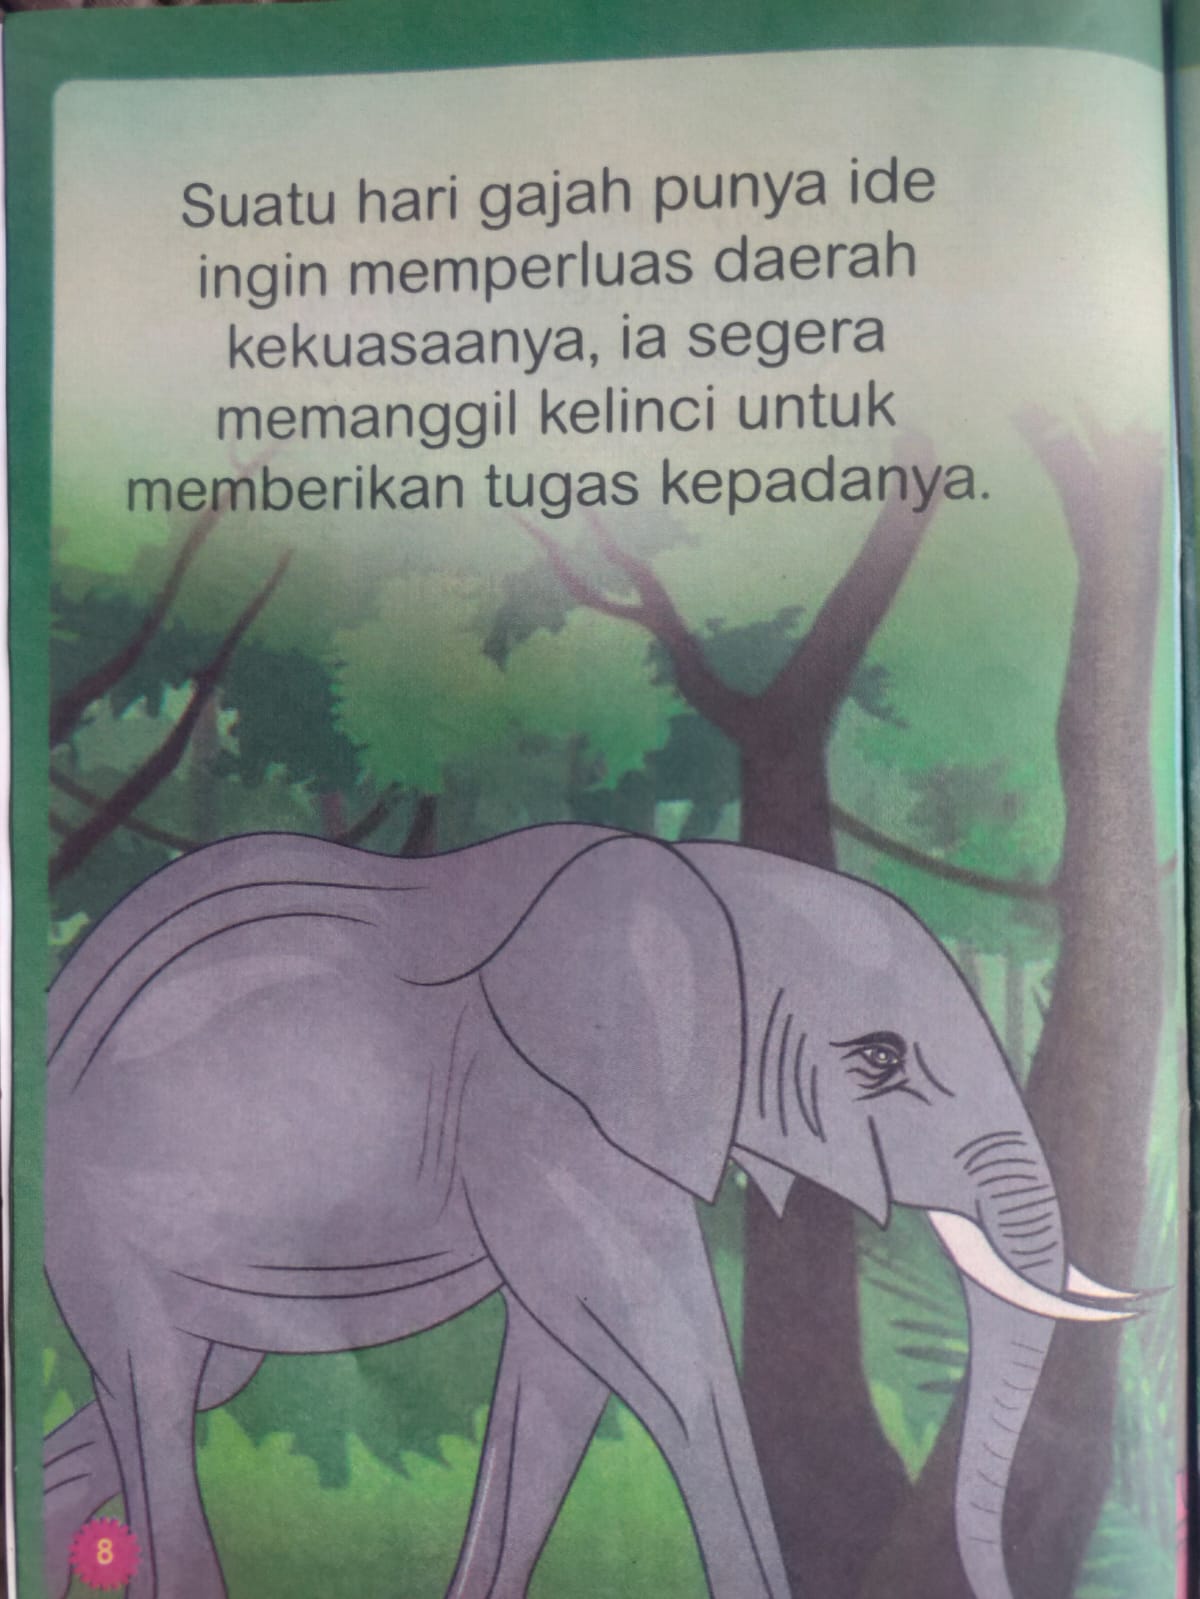 Suatu hari gajah punya ide
ingin memperluas daerah
kekuasaanya, ia segera
memanggil kelinci untuk
memberikan tugas kepadanya.
8